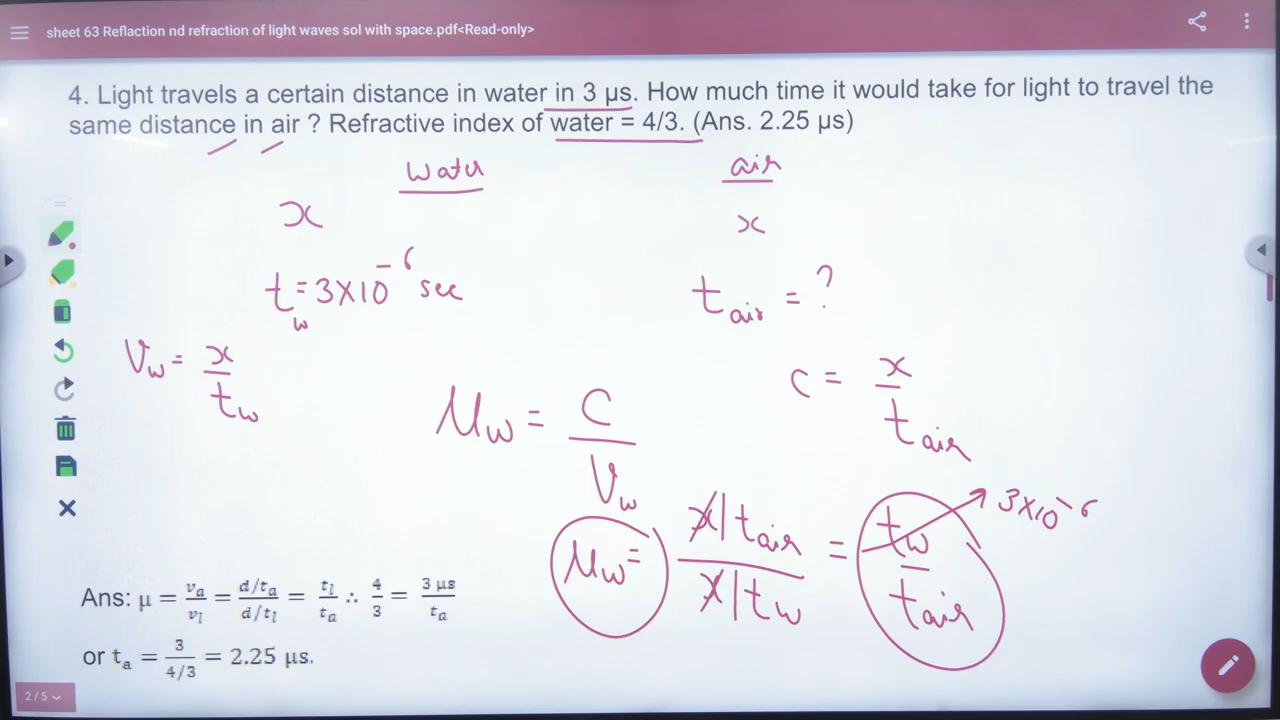 sheet 63 Reflaction nd refraction of light waves sol with space.pdf<Read-only>
4. Light travels a certain distance in water in 3 μs. How much time it would take for light to travel the
same distance in air ? Refractive index of water = 4/3. (Ans. 2.25 μs)
water
air
x
x
t_w = 3×10^-6 sec
t_air = ?
V_w = x/t_w
c = x/t_air
μ_w = C/V_w
μ_w = (x/t_air)/(x/t_w) = t_w/t_air
3×10^-6
Ans: μ = v_a/v_l = (d/t_a)/(d/t_l) = t_l/t_a ∴ 4/3 = 3 μs/t_a
or t_a = 3/(4/3) = 2.25 μs.
2 / 5